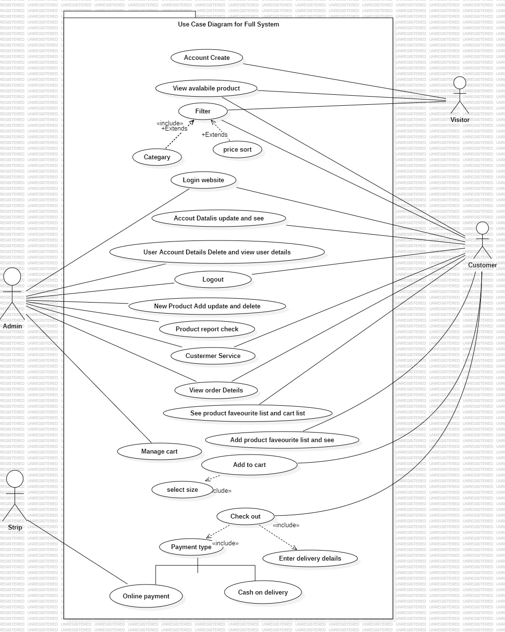 Use Case Diagram for Full System
Account Create
View avalabile product
Filter
«include»
+Extends
+Extends
Categary
price sort
Visitor
Login website
Accout Datalis update and see
User Account Details Delete and view user details
Customer
Logout
New Product Add update and delete
Admin
Product report check
Custermer Service
View order Deteils
See product faveourite list and cart list
Add product faveourite list and see
Manage cart
Add to cart
select size
clude»
Check out
Strip
«include»
Payment type
«include»
Enter delivery delails
Online payment
Cash on delivery